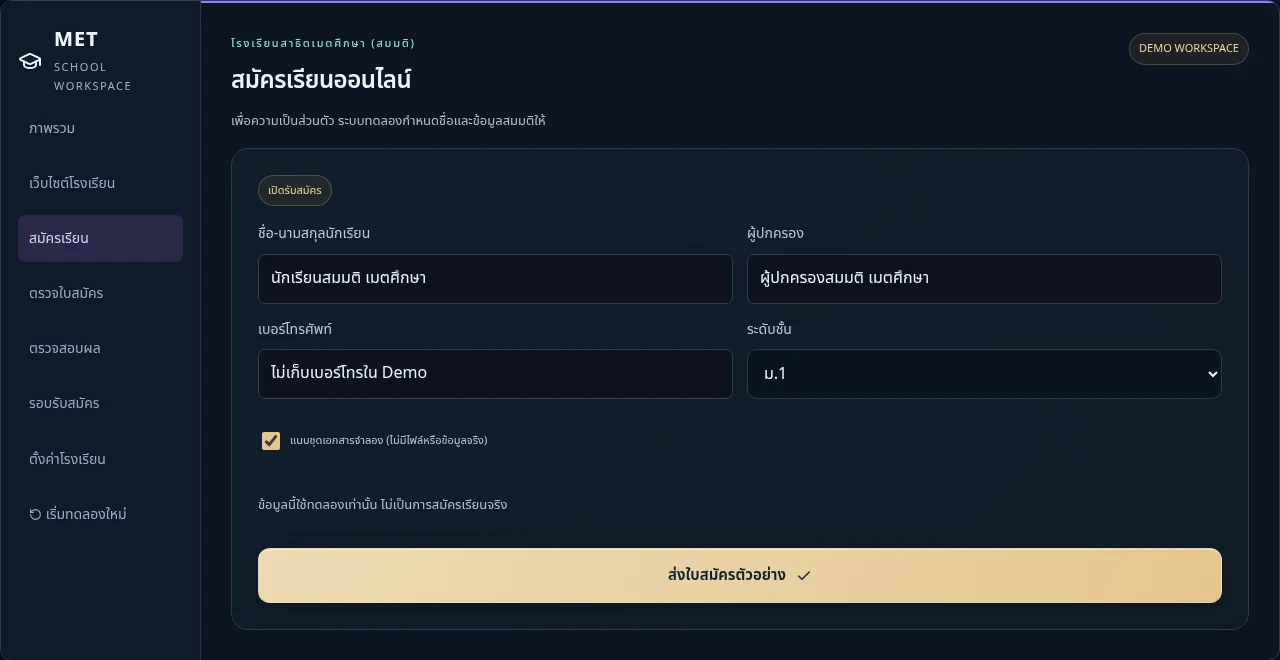 MET
SCHOOL
WORKSPACE
ภาพรวม
เว็บไซต์โรงเรียน
สมัครเรียน
ตรวจใบสมัคร
ตรวจสอบผล
รอบรับสมัคร
ตั้งค่าโรงเรียน
เริ่มทดลองใหม่
โรงเรียนสาธิตเมตศึกษา (สมมติ)
สมัครเรียนออนไลน์
เพื่อความเป็นส่วนตัว ระบบทดลองกำหนดชื่อและข้อมูลสมมติให้
DEMO WORKSPACE
เปิดรับสมัคร
ชื่อ-นามสกุลนักเรียน
ผู้ปกครอง
นักเรียนสมมติ เมตศึกษา
ผู้ปกครองสมมติ เมตศึกษา
เบอร์โทรศัพท์
ระดับชั้น
ไม่เก็บเบอร์โทรใน Demo
ม.1
แนบชุดเอกสารจำลอง (ไม่มีไฟล์หรือข้อมูลจริง)
ข้อมูลนี้ใช้ทดลองเท่านั้น ไม่เป็นการสมัครเรียนจริง
ส่งใบสมัครตัวอย่าง